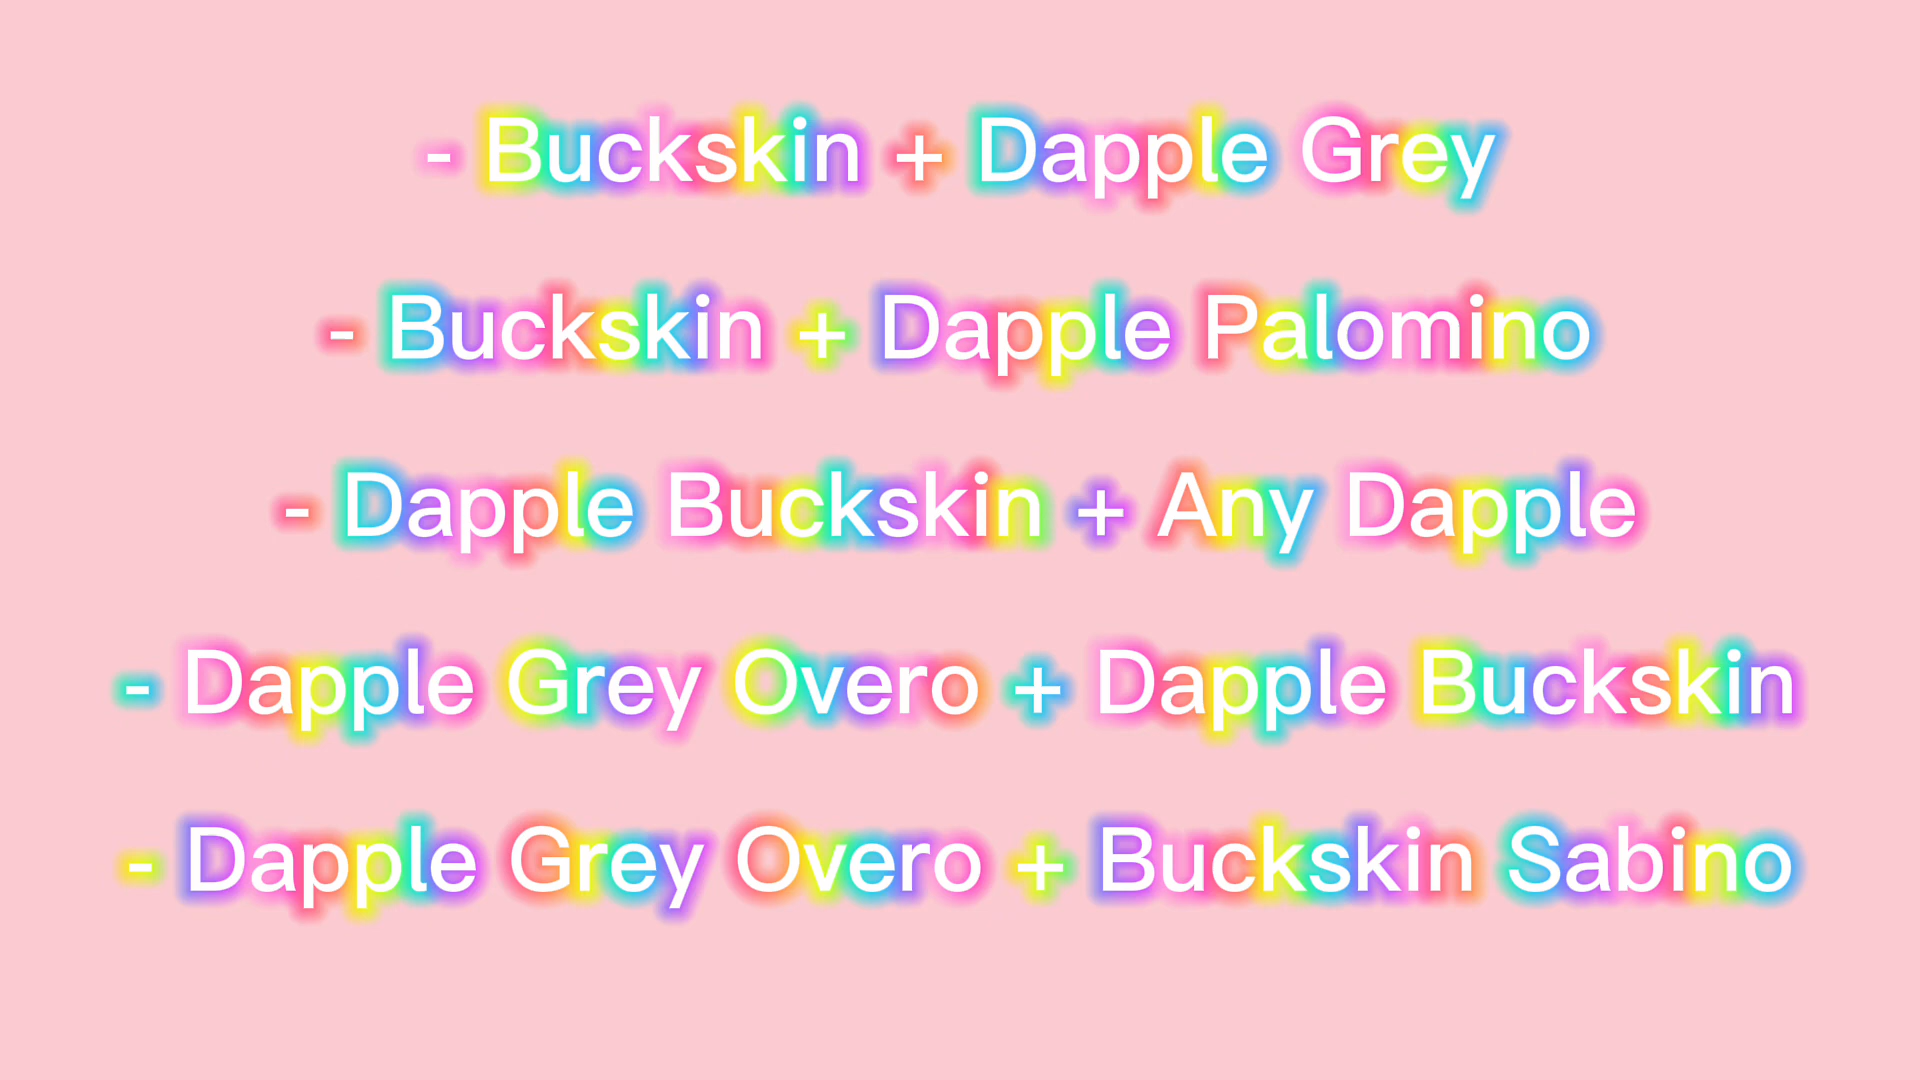 - Buckskin + Dapple Grey
- Buckskin + Dapple Palomino
- Dapple Buckskin + Any Dapple
- Dapple Grey Overo + Dapple Buckskin
- Dapple Grey Overo + Buckskin Sabino